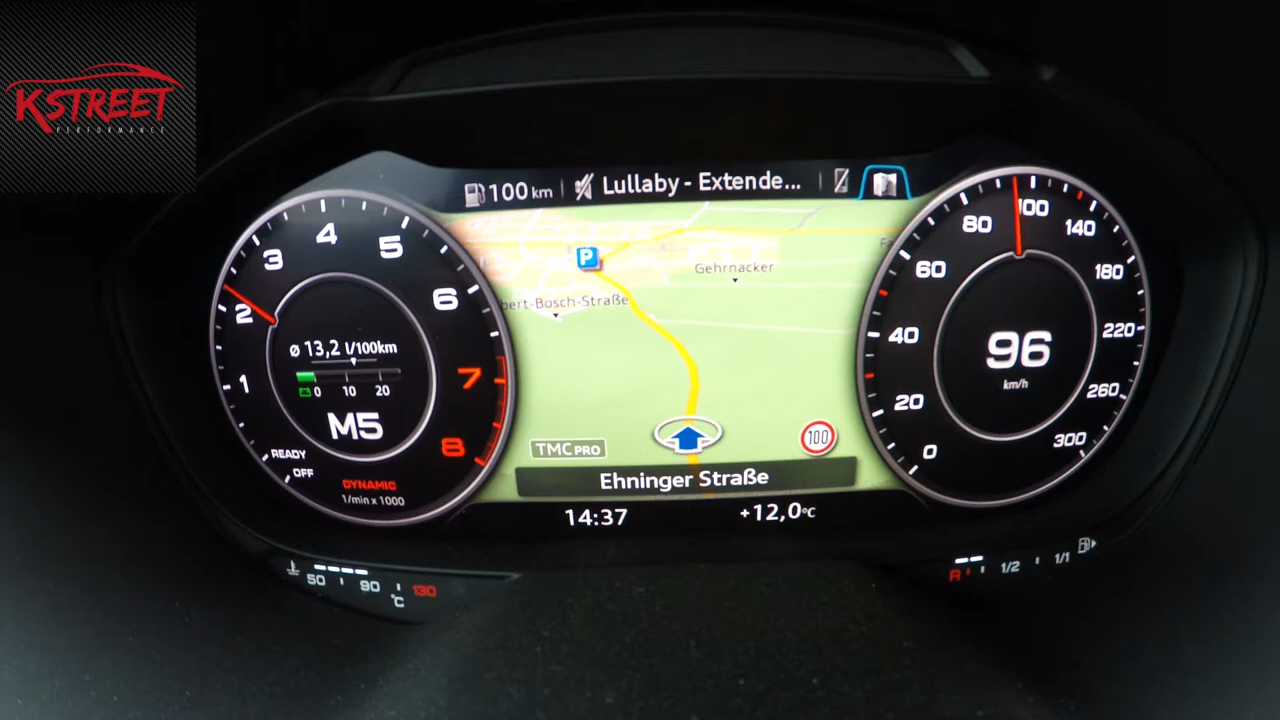 KSTREET
PERFORMANCE
100 km
Lullaby - Extende...
1 2 3 4 5 6 7 8
ø 13,2 l/100km
0 10 20
M5
READY
OFF
DYNAMIC
1/min x 1000
P
Gehrnacker
bert-Bosch-Straße
TMC PRO
100
Ehninger Straße
14:37
+12,0°C
0 20 40 60 80 100 140 180 220 260 300
96
km/h
50 90 130
°C
R 1/2 1/1